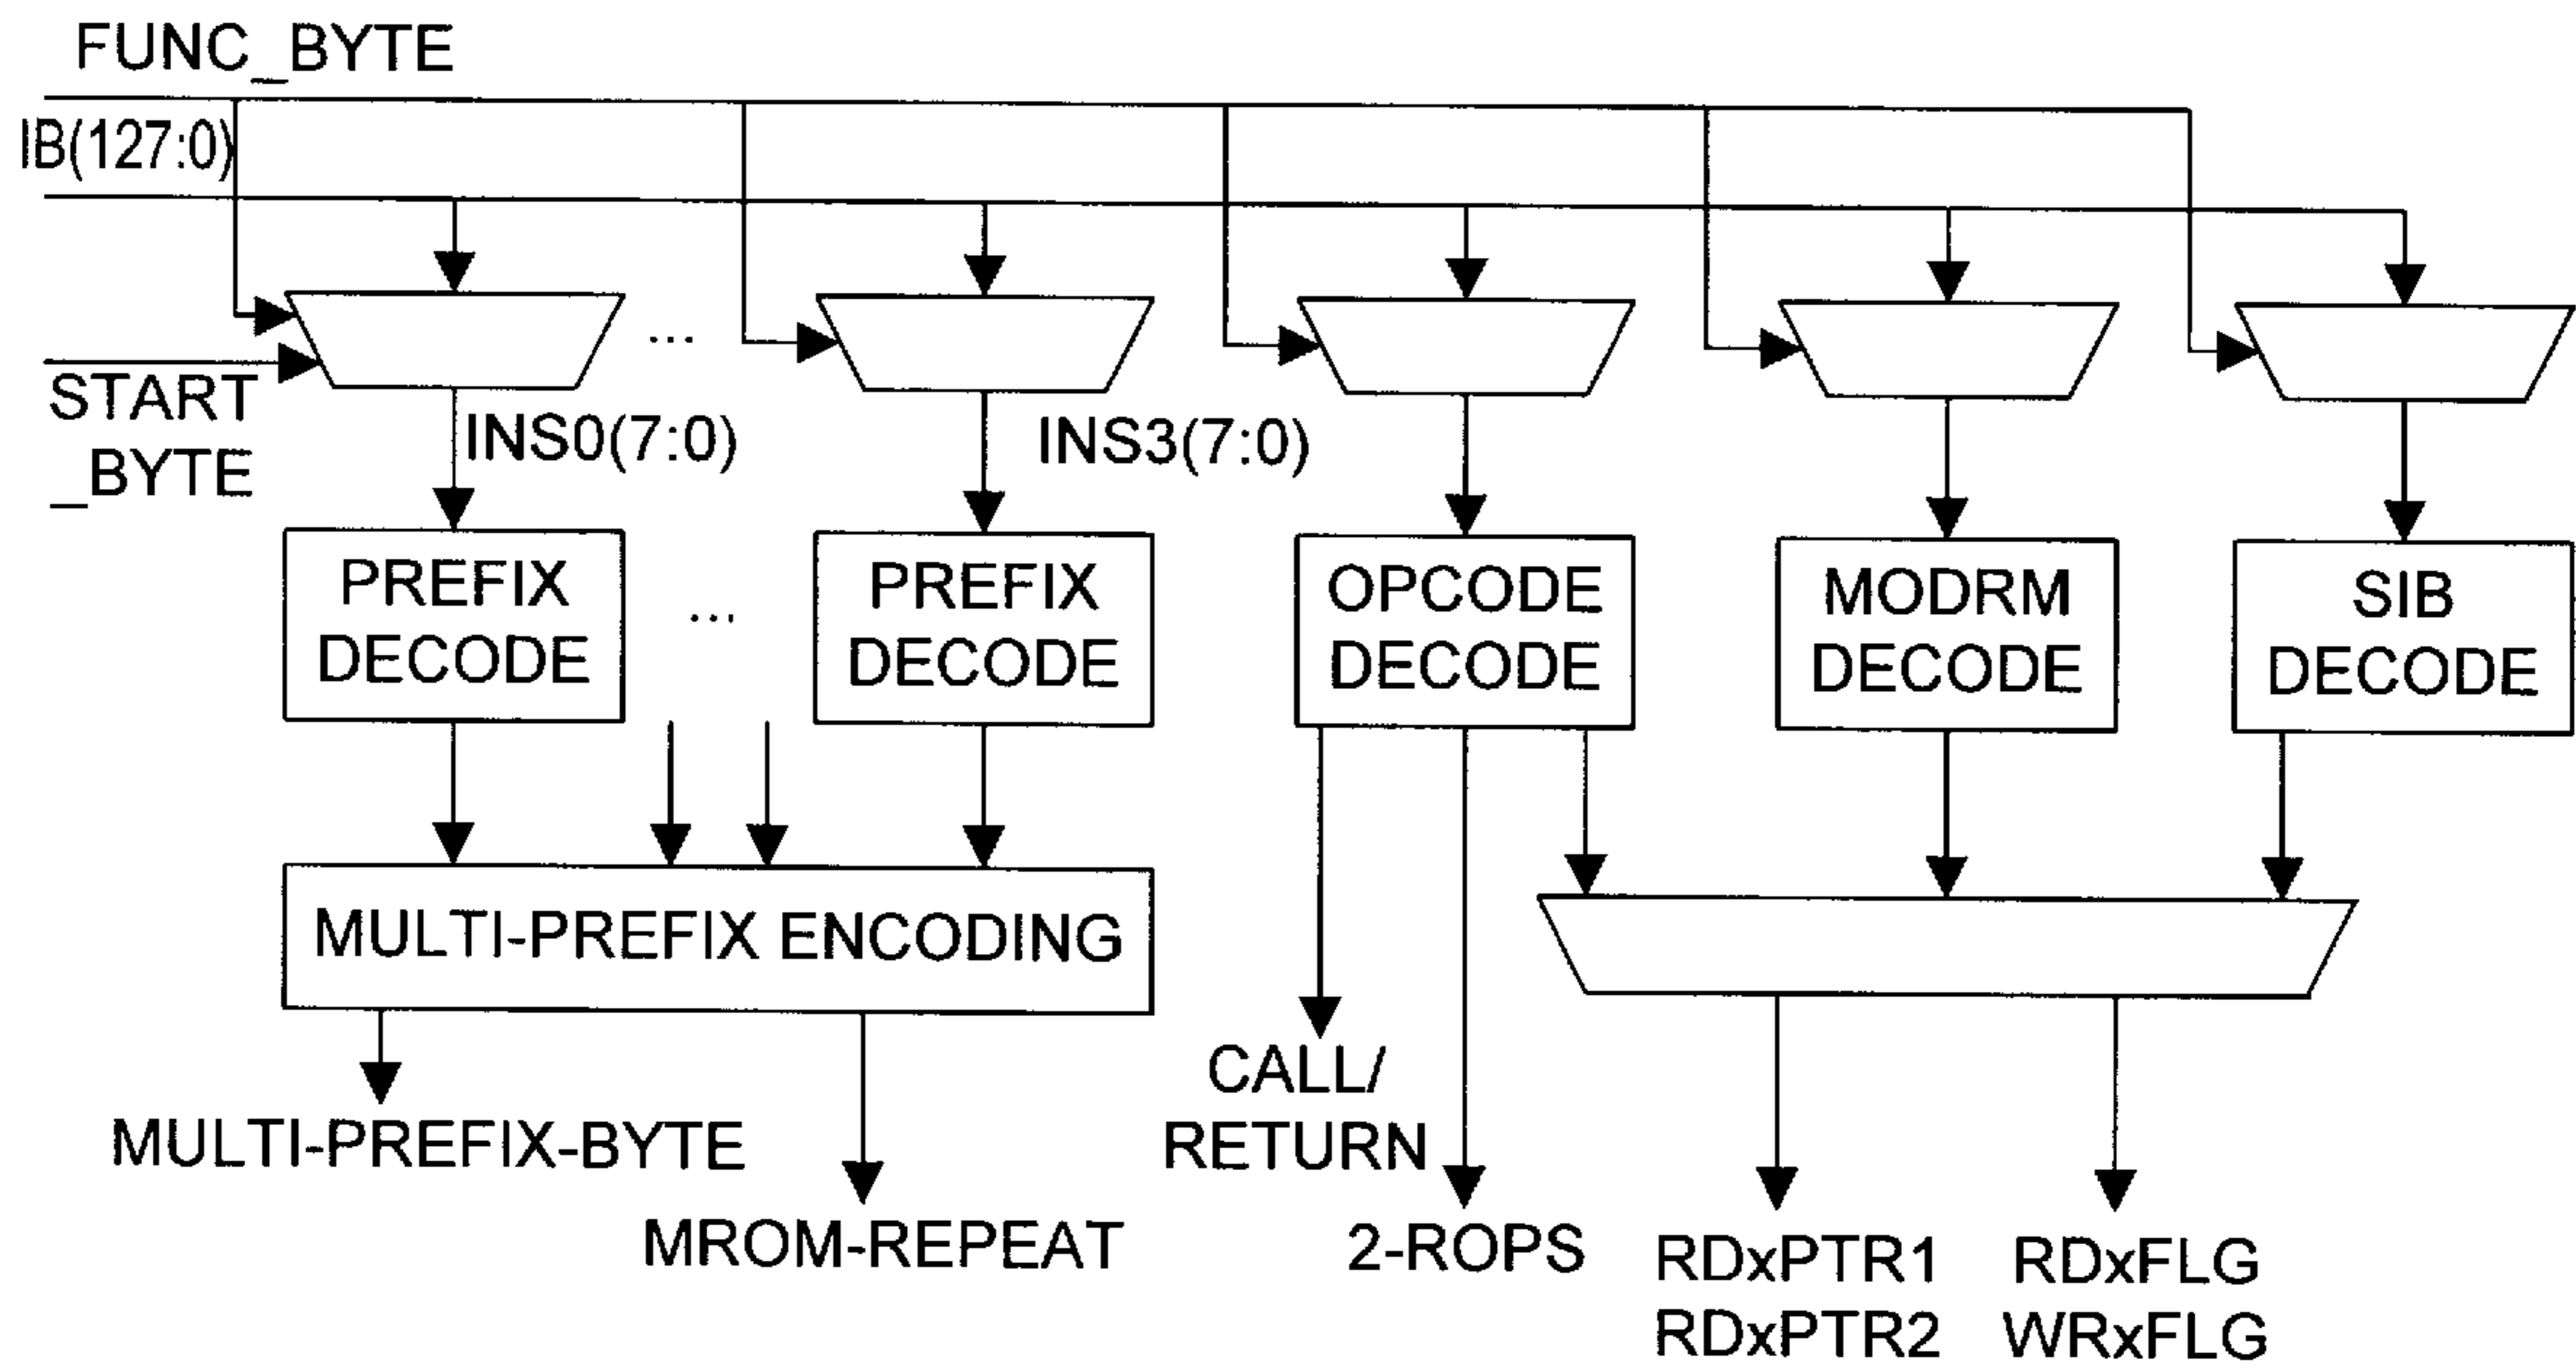 FUNC_BYTE
IB(127:0)
START
_BYTE
INS0(7:0)
...
INS3(7:0)
PREFIX
DECODE
...
PREFIX
DECODE
OPCODE
DECODE
MODRM
DECODE
SIB
DECODE
MULTI-PREFIX ENCODING
MULTI-PREFIX-BYTE
MROM-REPEAT
CALL/
RETURN
2-ROPS
RDxPTR1
RDxPTR2
RDxFLG
WRxFLG